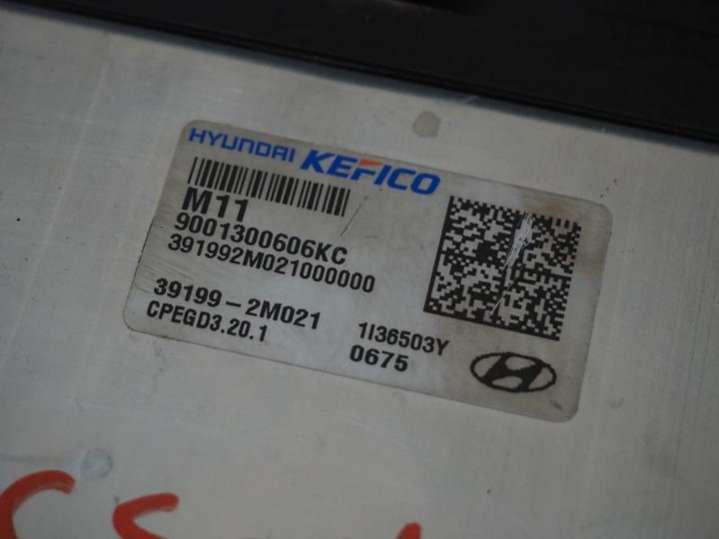 HYUNDAI KEFICO
M11
9001300606KC
391992M021000000
39199-2M021
CPEGD3.20.1
1I36503Y
0675